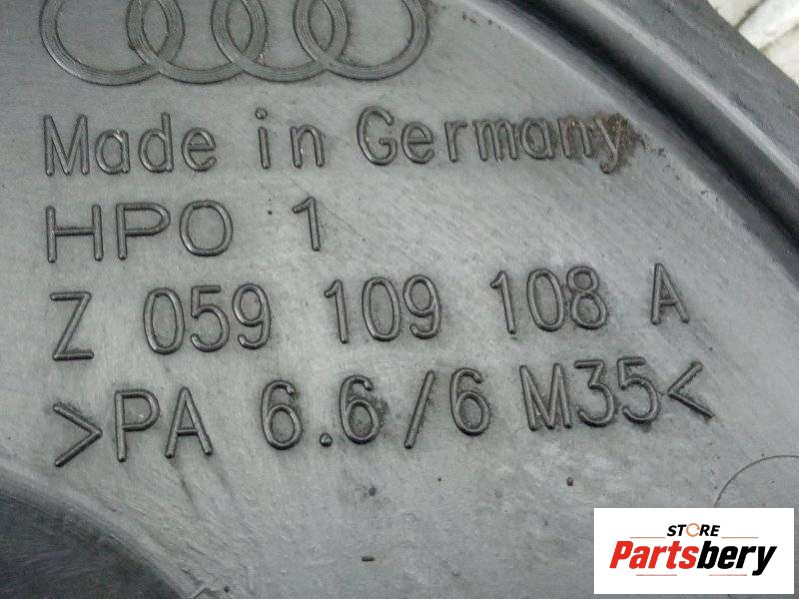 Made in Germany
HPO 1
Z 059 109 108 A
>PA 6.6/6 M35<
STORE
Partsbery